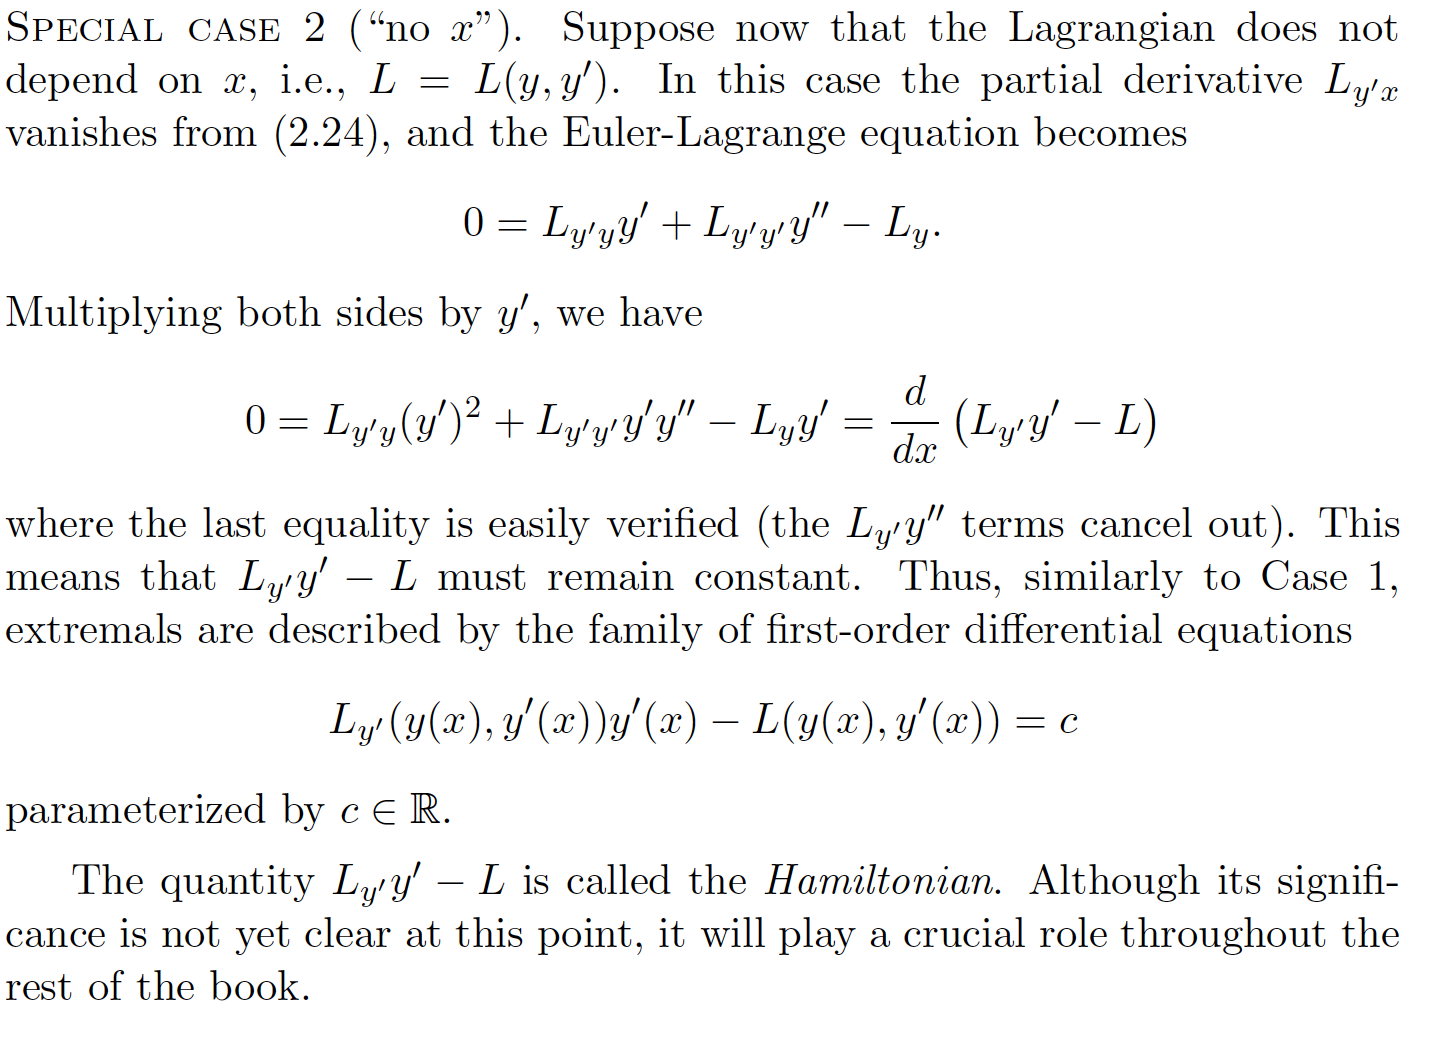 SPECIAL CASE 2 (“no x”). Suppose now that the Lagrangian does not
depend on x, i.e., L = L(y, y′). In this case the partial derivative L_{y′x}
vanishes from (2.24), and the Euler-Lagrange equation becomes
0 = L_{y′y}y′ + L_{y′y′}y″ − L_y.
Multiplying both sides by y′, we have
0 = L_{y′y}(y′)² + L_{y′y′}y′y″ − L_y y′ = \frac{d}{dx} (L_{y′}y′ − L)
where the last equality is easily verified (the L_{y′}y″ terms cancel out). This
means that L_{y′}y′ − L must remain constant. Thus, similarly to Case 1,
extremals are described by the family of first-order differential equations
L_{y′}(y(x), y′(x))y′(x) − L(y(x), y′(x)) = c
parameterized by c ∈ ℝ.
The quantity L_{y′}y′ − L is called the Hamiltonian. Although its signifi-
cance is not yet clear at this point, it will play a crucial role throughout the
rest of the book.